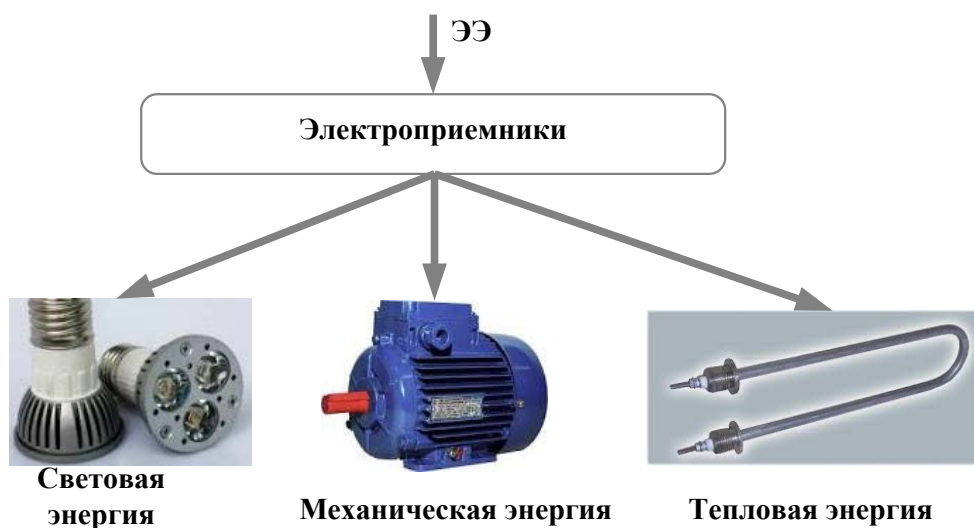 ЭЭ
Электроприемники
Световая
энергия
Механическая энергия
Тепловая энергия